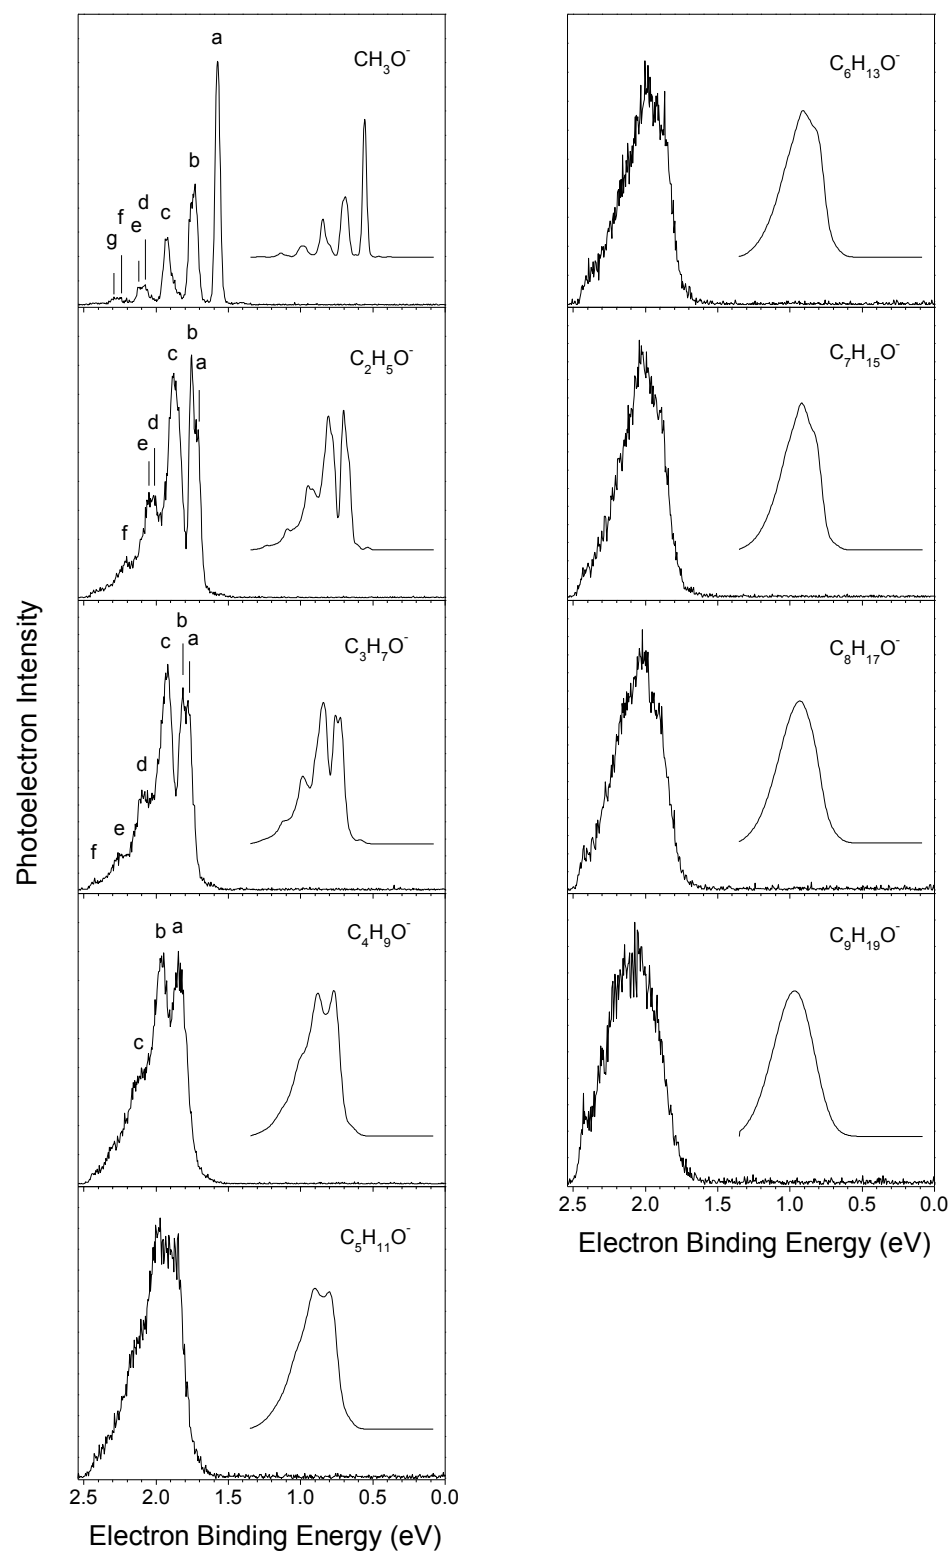 Photoelectron Intensity
a
CH₃O⁻
b
c
d
f
e
g
C₂H₅O⁻
b
c
a
d
e
f
C₃H₇O⁻
b
c
a
d
e
f
C₄H₉O⁻
b a
c
C₅H₁₁O⁻
2.5 2.0 1.5 1.0 0.5 0.0
Electron Binding Energy (eV)
C₆H₁₃O⁻
C₇H₁₅O⁻
C₈H₁₇O⁻
C₉H₁₉O⁻
2.5 2.0 1.5 1.0 0.5 0.0
Electron Binding Energy (eV)